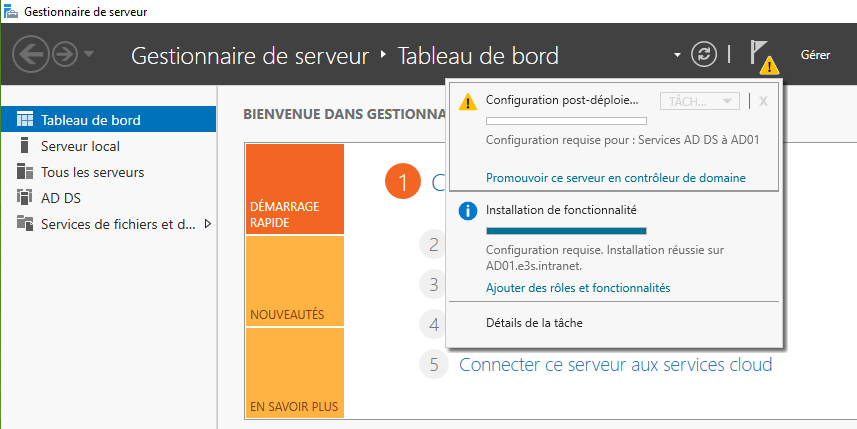 Gestionnaire de serveur
Gestionnaire de serveur ‣ Tableau de bord
Gérer
Tableau de bord
Serveur local
Tous les serveurs
AD DS
Services de fichiers et d...
BIENVENUE DANS GESTIONNA
DÉMARRAGE
RAPIDE
NOUVEAUTÉS
EN SAVOIR PLUS
1
2
3
4
5 Connecter ce serveur aux services cloud
Configuration post-déploie...
TÂCH...
X
Configuration requise pour : Services AD DS à AD01
Promouvoir ce serveur en contrôleur de domaine
Installation de fonctionnalité
Configuration requise. Installation réussie sur
AD01.e3s.intranet.
Ajouter des rôles et fonctionnalités
Détails de la tâche